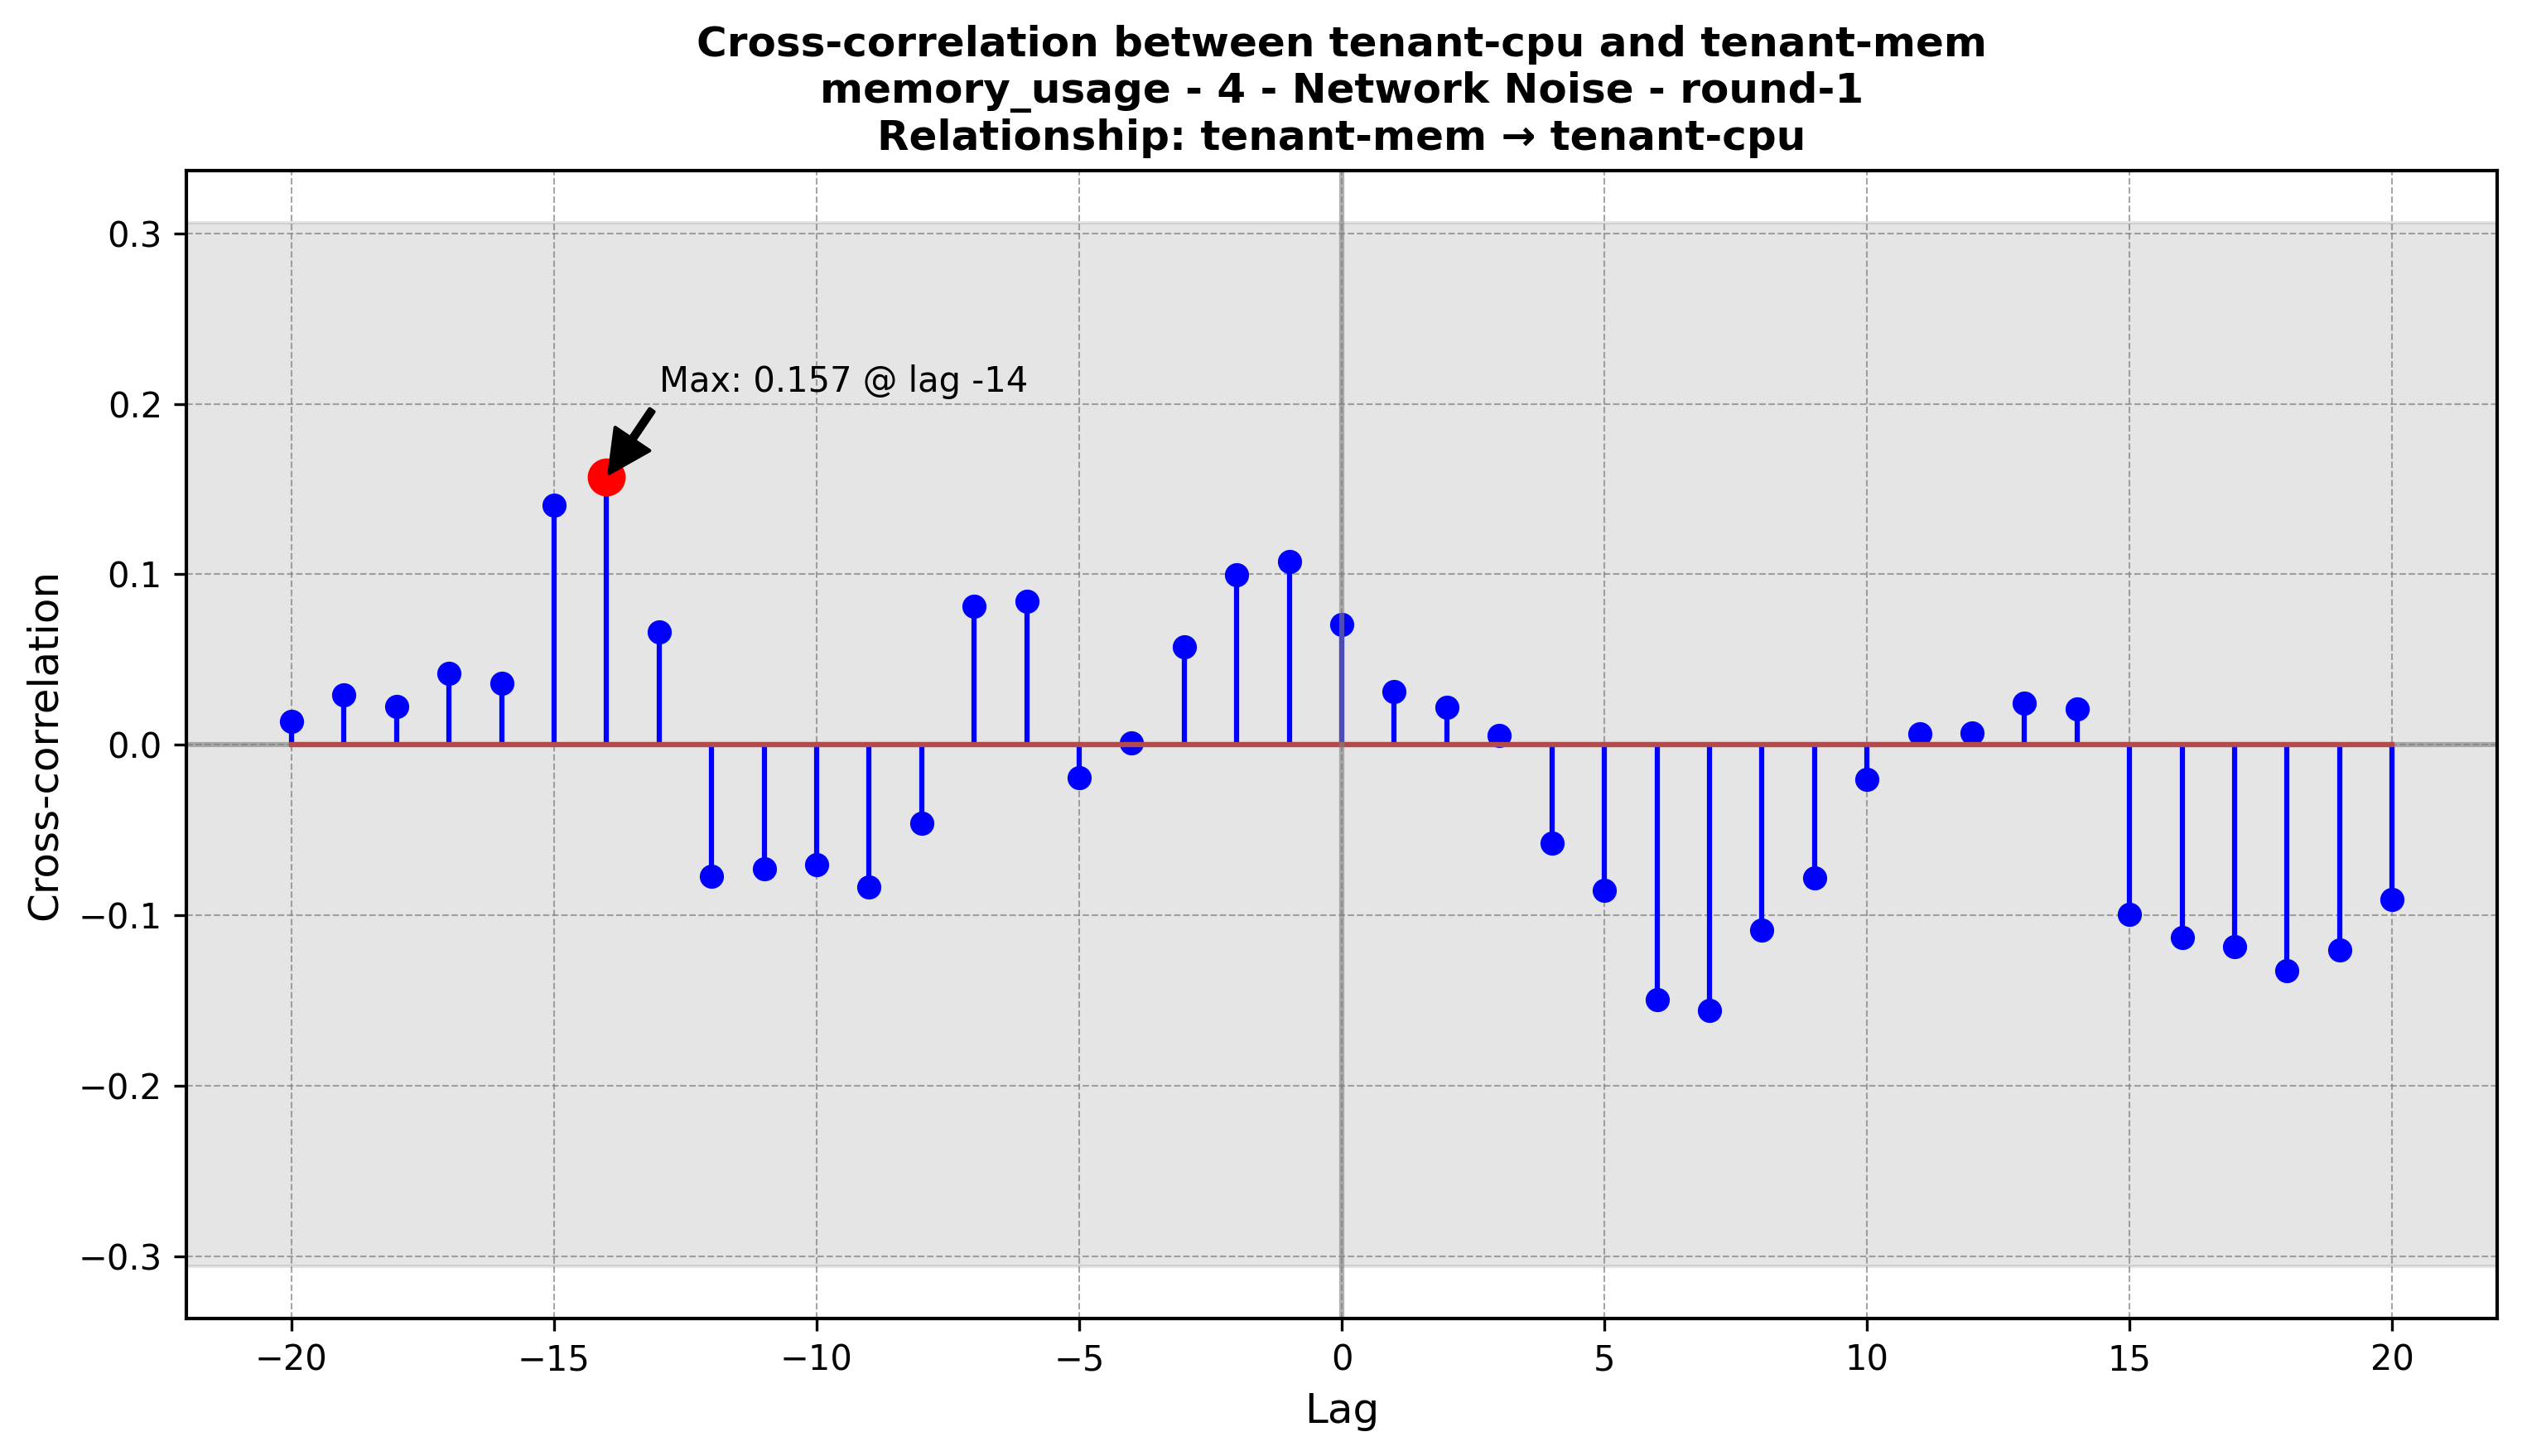 Cross-correlation between tenant-cpu and tenant-mem
memory_usage - 4 - Network Noise - round-1
Relationship: tenant-mem → tenant-cpu
Cross-correlation
0.3
0.2
0.1
0.0
−0.1
−0.2
−0.3
Max: 0.157 @ lag -14
−20 −15 −10 −5 0 5 10 15 20
Lag